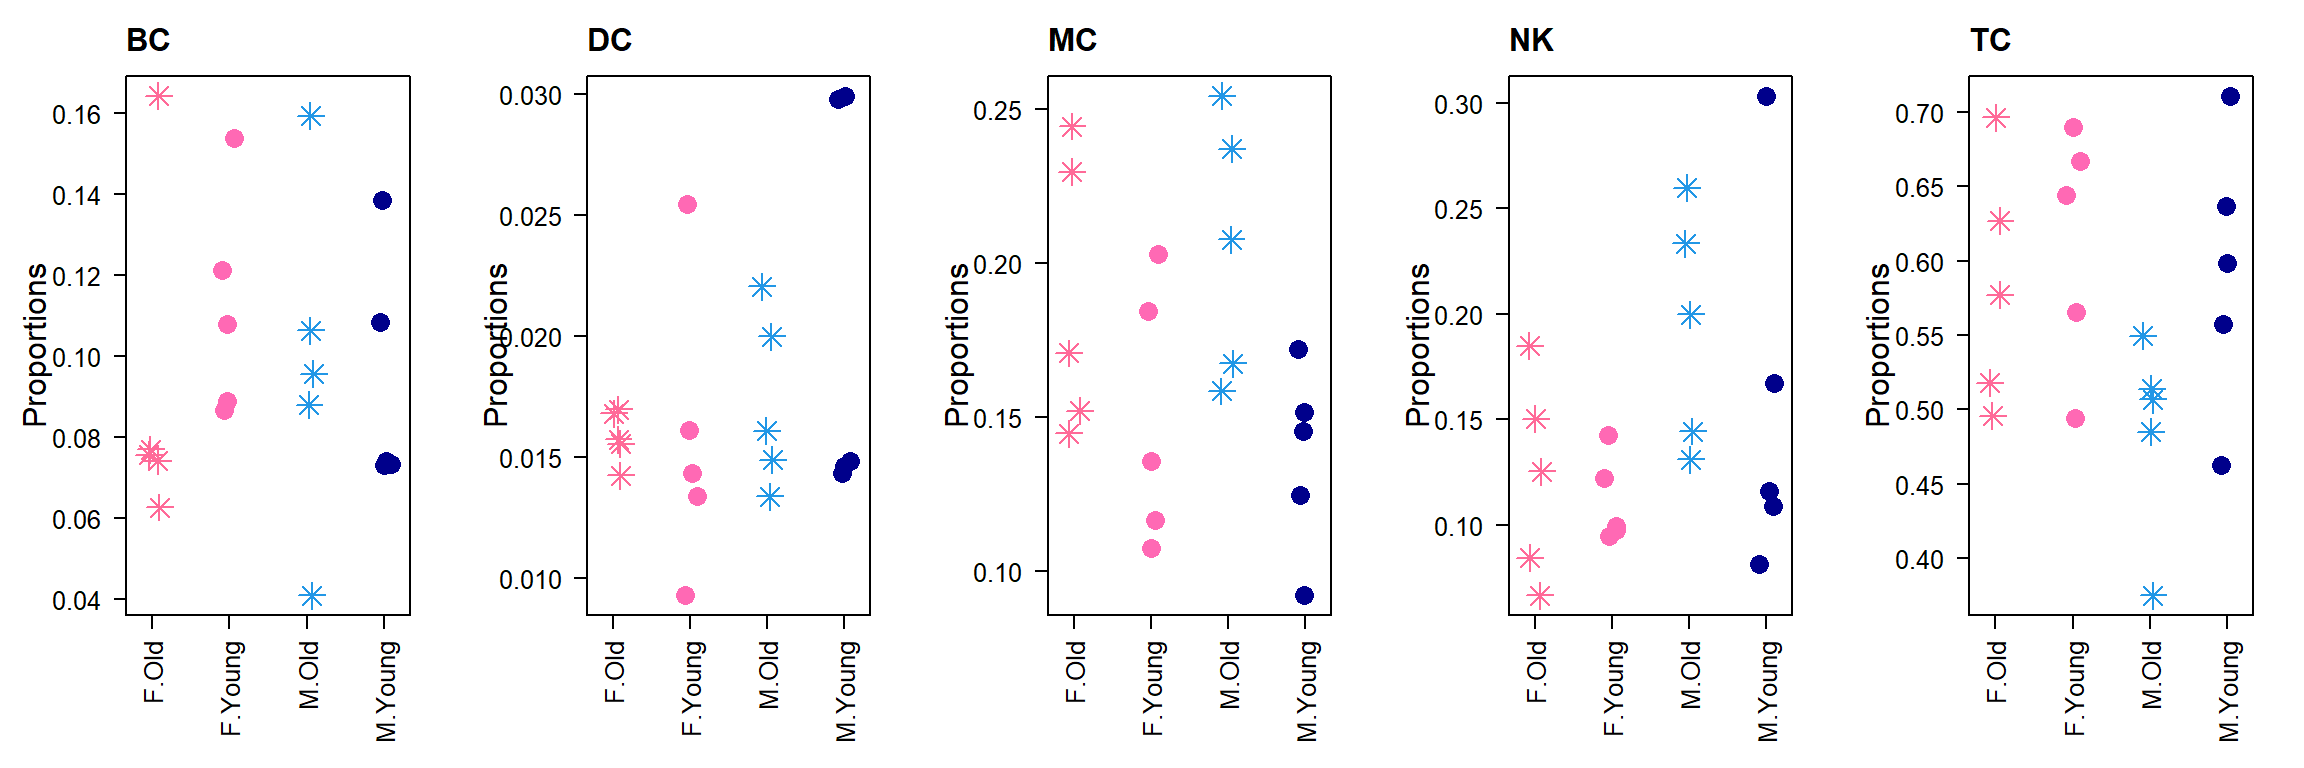 BC
Proportions
0.16
0.14
0.12
0.10
0.08
0.06
0.04
F.Old
F.Young
M.Old
M.Young
DC
Proportions
0.030
0.025
0.020
0.015
0.010
F.Old
F.Young
M.Old
M.Young
MC
Proportions
0.25
0.20
0.15
0.10
F.Old
F.Young
M.Old
M.Young
NK
Proportions
0.30
0.25
0.20
0.15
0.10
F.Old
F.Young
M.Old
M.Young
TC
Proportions
0.70
0.65
0.60
0.55
0.50
0.45
0.40
F.Old
F.Young
M.Old
M.Young